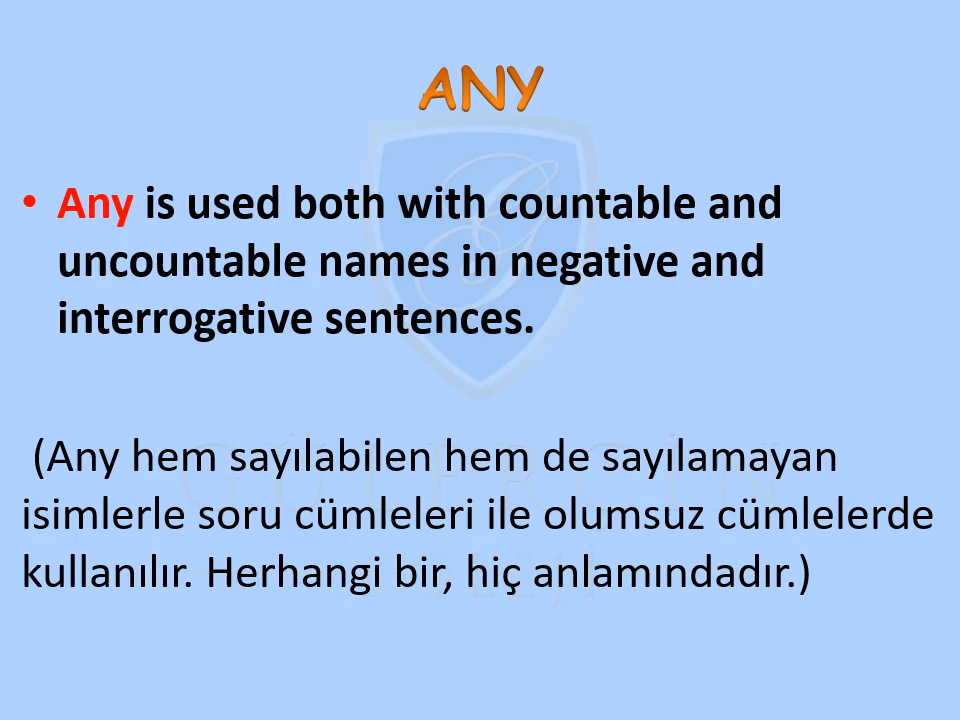 ANY
• Any is used both with countable and
uncountable names in negative and
interrogative sentences.
(Any hem sayılabilen hem de sayılamayan
isimlerle soru cümleleri ile olumsuz cümlelerde
kullanılır. Herhangi bir, hiç anlamındadır.)